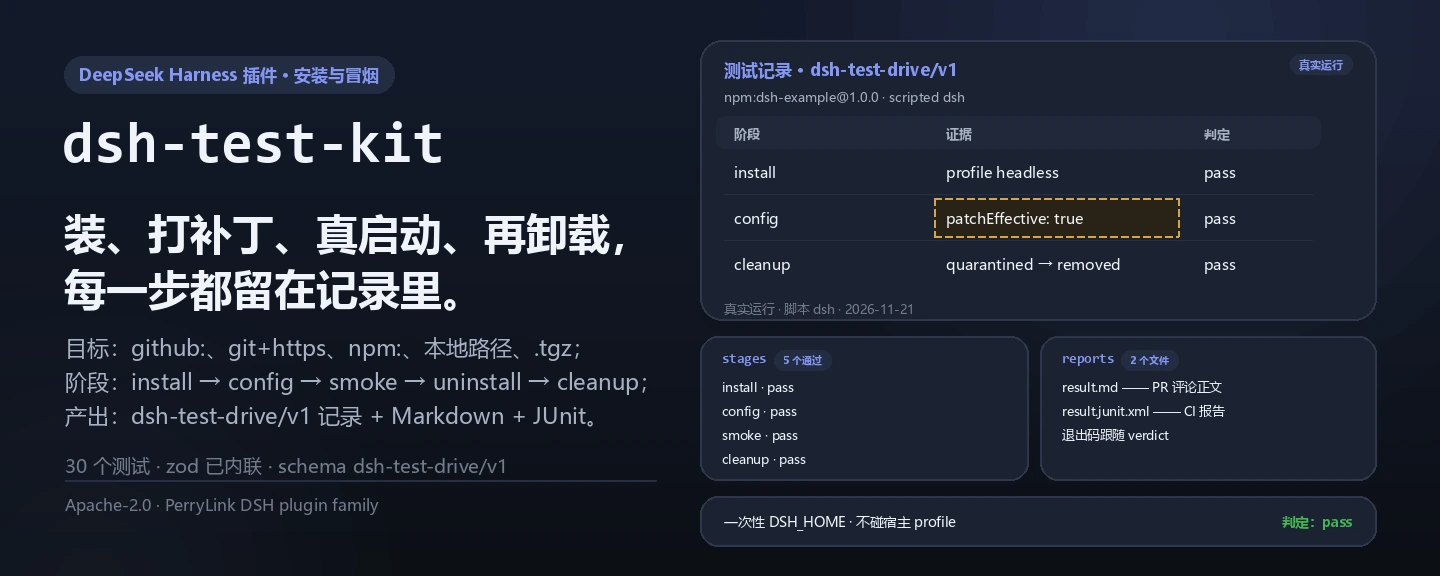 DeepSeek Harness 插件 · 安装与冒烟
dsh-test-kit
装、打补丁、真启动、再卸载，
每一步都留在记录里。
目标：github:、git+https、npm:、本地路径、.tgz；
阶段：install → config → smoke → uninstall → cleanup；
产出：dsh-test-drive/v1 记录 + Markdown + JUnit。
30 个测试 · zod 已内联 · schema dsh-test-drive/v1
Apache-2.0 · PerryLink DSH plugin family
测试记录 · dsh-test-drive/v1
真实运行
npm:dsh-example@1.0.0 · scripted dsh
阶段 证据 判定
install profile headless pass
config patchEffective: true pass
cleanup quarantined → removed pass
真实运行 · 脚本 dsh · 2026-11-21
stages 5 个通过
install · pass
config · pass
smoke · pass
cleanup · pass
reports 2 个文件
result.md —— PR 评论正文
result.junit.xml —— CI 报告
退出码跟随 verdict
一次性 DSH_HOME · 不碰宿主 profile
判定：pass